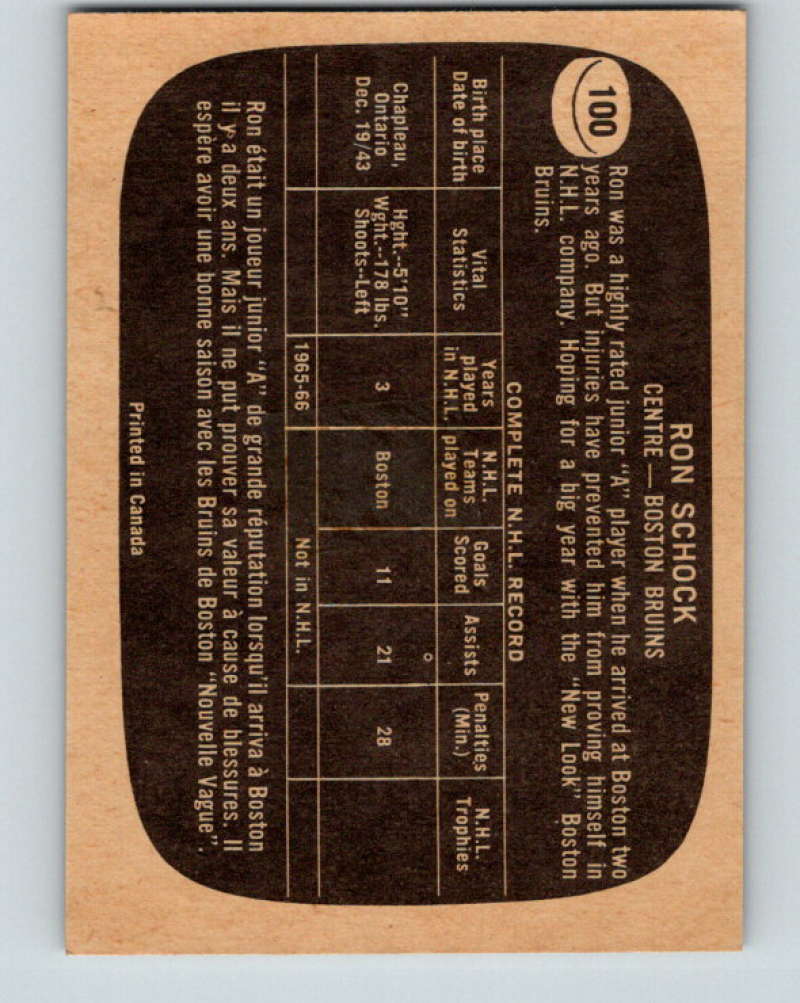 100
RON SCHOCK
CENTRE — BOSTON BRUINS
Ron was a highly rated junior "A" player when he arrived at Boston two
years ago. But injuries have prevented him from proving himself in
N.H.L. company. Hoping for a big year with the "New Look" Boston
Bruins.
COMPLETE N.H.L. RECORD
Birth place
Date of birth
Vital
Statistics
Years
played
in N.H.L.
N.H.L.
Teams
played on
Goals
Scored
Assists
Penalties
(Min.)
N.H.L.
Trophies
Chapleau,
Ontario
Dec. 19/43
Hght.--5'10"
Wght.--178 lbs.
Shoots--Left
3
Boston
11
21
28
1965-66
Not in N.H.L.
Ron était un joueur junior "A" de grande réputation lorsqu'il arriva à Boston
il y a deux ans. Mais il ne put prouver sa valeur à cause de blessures. Il
espère avoir une bonne saison avec les Bruins de Boston "Nouvelle Vague".
Printed in Canada